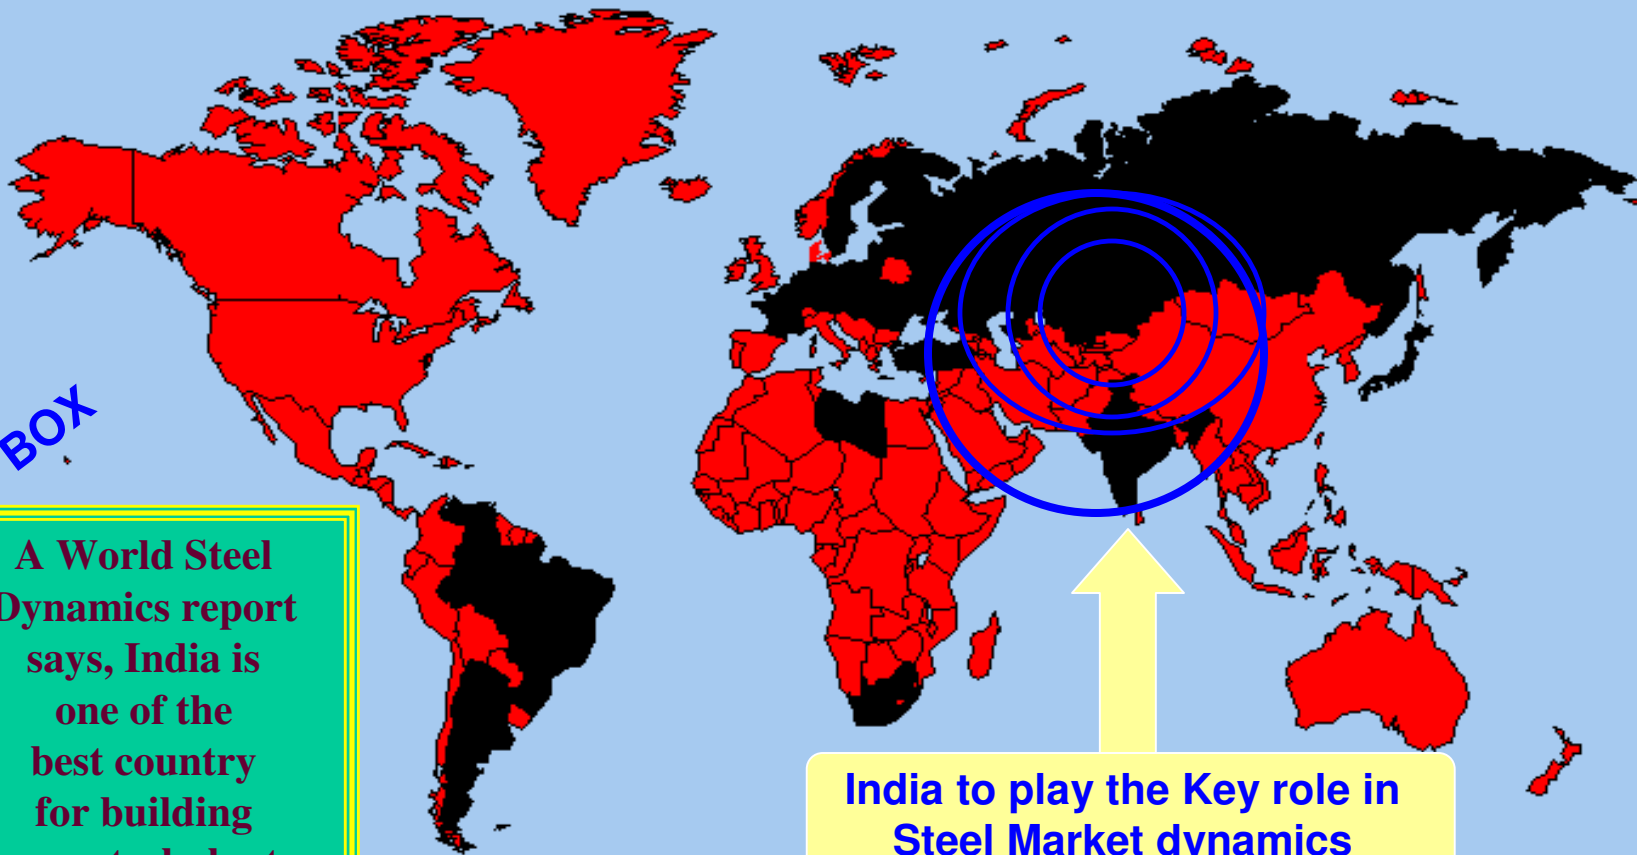 BOX
A World Steel
Dynamics report
says, India is
one of the
best country
for building
India to play the Key role in
Steel Market dynamics